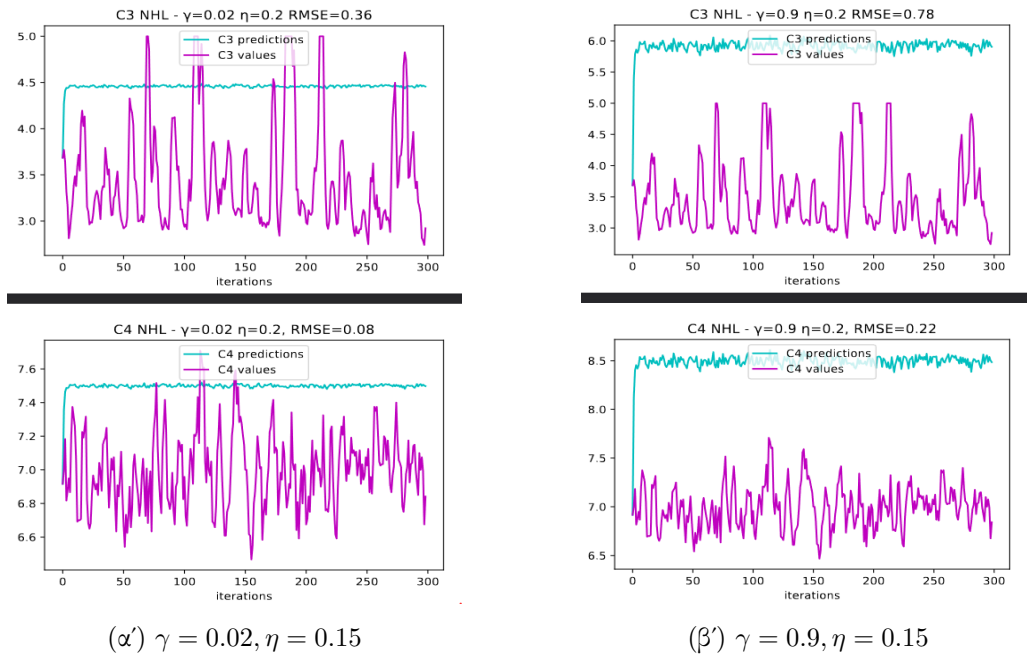 C3 NHL - γ=0.02 η=0.2 RMSE=0.36
C3 predictions
C3 values
5.0
4.5
4.0
3.5
3.0
0 50 100 150 200 250 300
iterations
C3 NHL - γ=0.9 η=0.2 RMSE=0.78
C3 predictions
C3 values
6.0
5.5
5.0
4.5
4.0
3.5
3.0
0 50 100 150 200 250 300
iterations
C4 NHL - γ=0.02 η=0.2, RMSE=0.08
C4 predictions
C4 values
7.6
7.4
7.2
7.0
6.8
6.6
0 50 100 150 200 250 300
iterations
C4 NHL - γ=0.9 η=0.2, RMSE=0.22
C4 predictions
C4 values
8.5
8.0
7.5
7.0
6.5
0 50 100 150 200 250 300
iterations
(αʹ) γ = 0.02, η = 0.15
(βʹ) γ = 0.9, η = 0.15